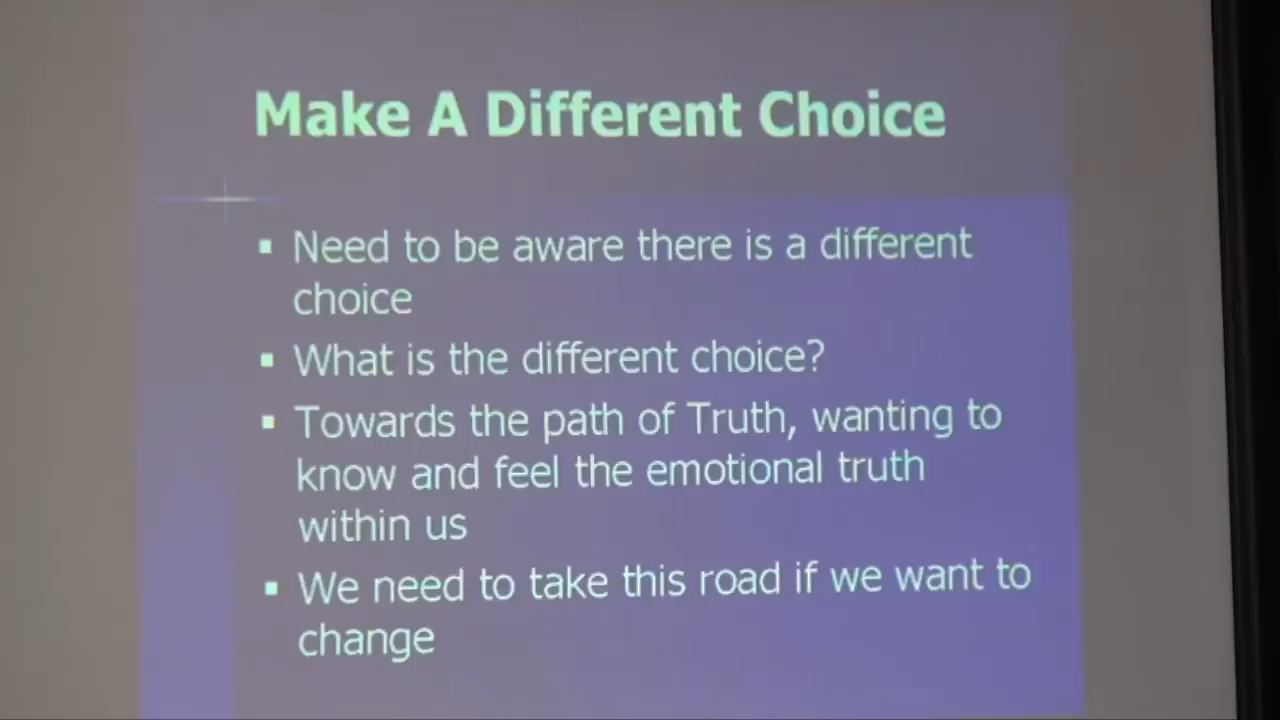 Make A Different Choice
▪ Need to be aware there is a different
choice
▪ What is the different choice?
▪ Towards the path of Truth, wanting to
know and feel the emotional truth
within us
▪ We need to take this road if we want to
change